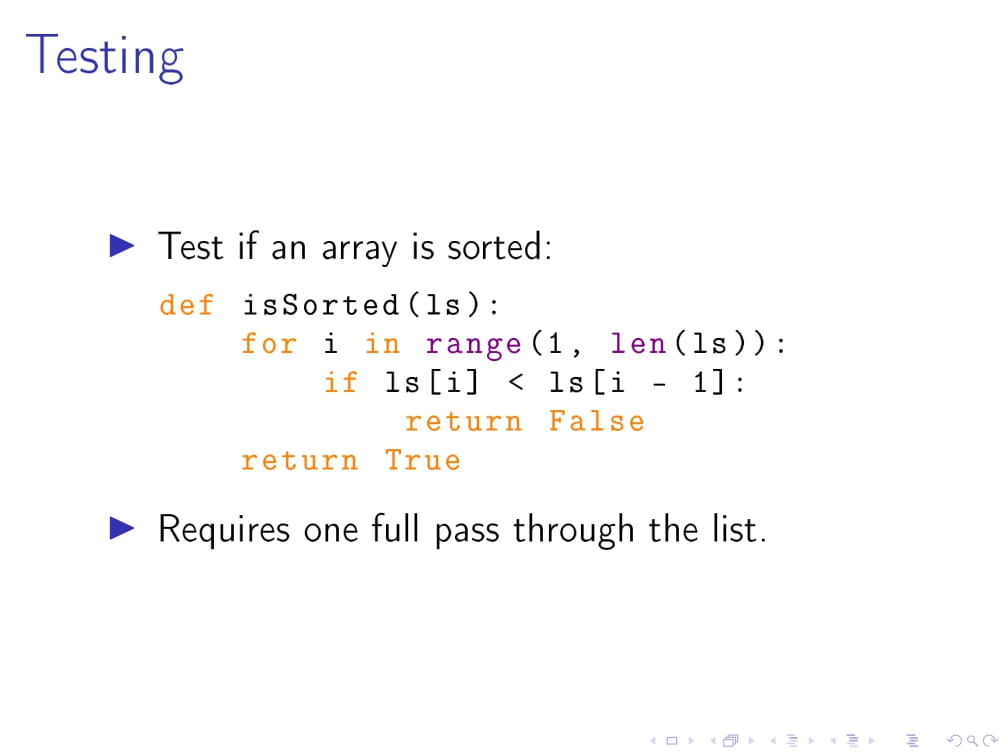 Testing
Test if an array is sorted:
def isSorted(ls):
    for i in range(1, len(ls)):
        if ls[i] < ls[i - 1]:
            return False
    return True
Requires one full pass through the list.